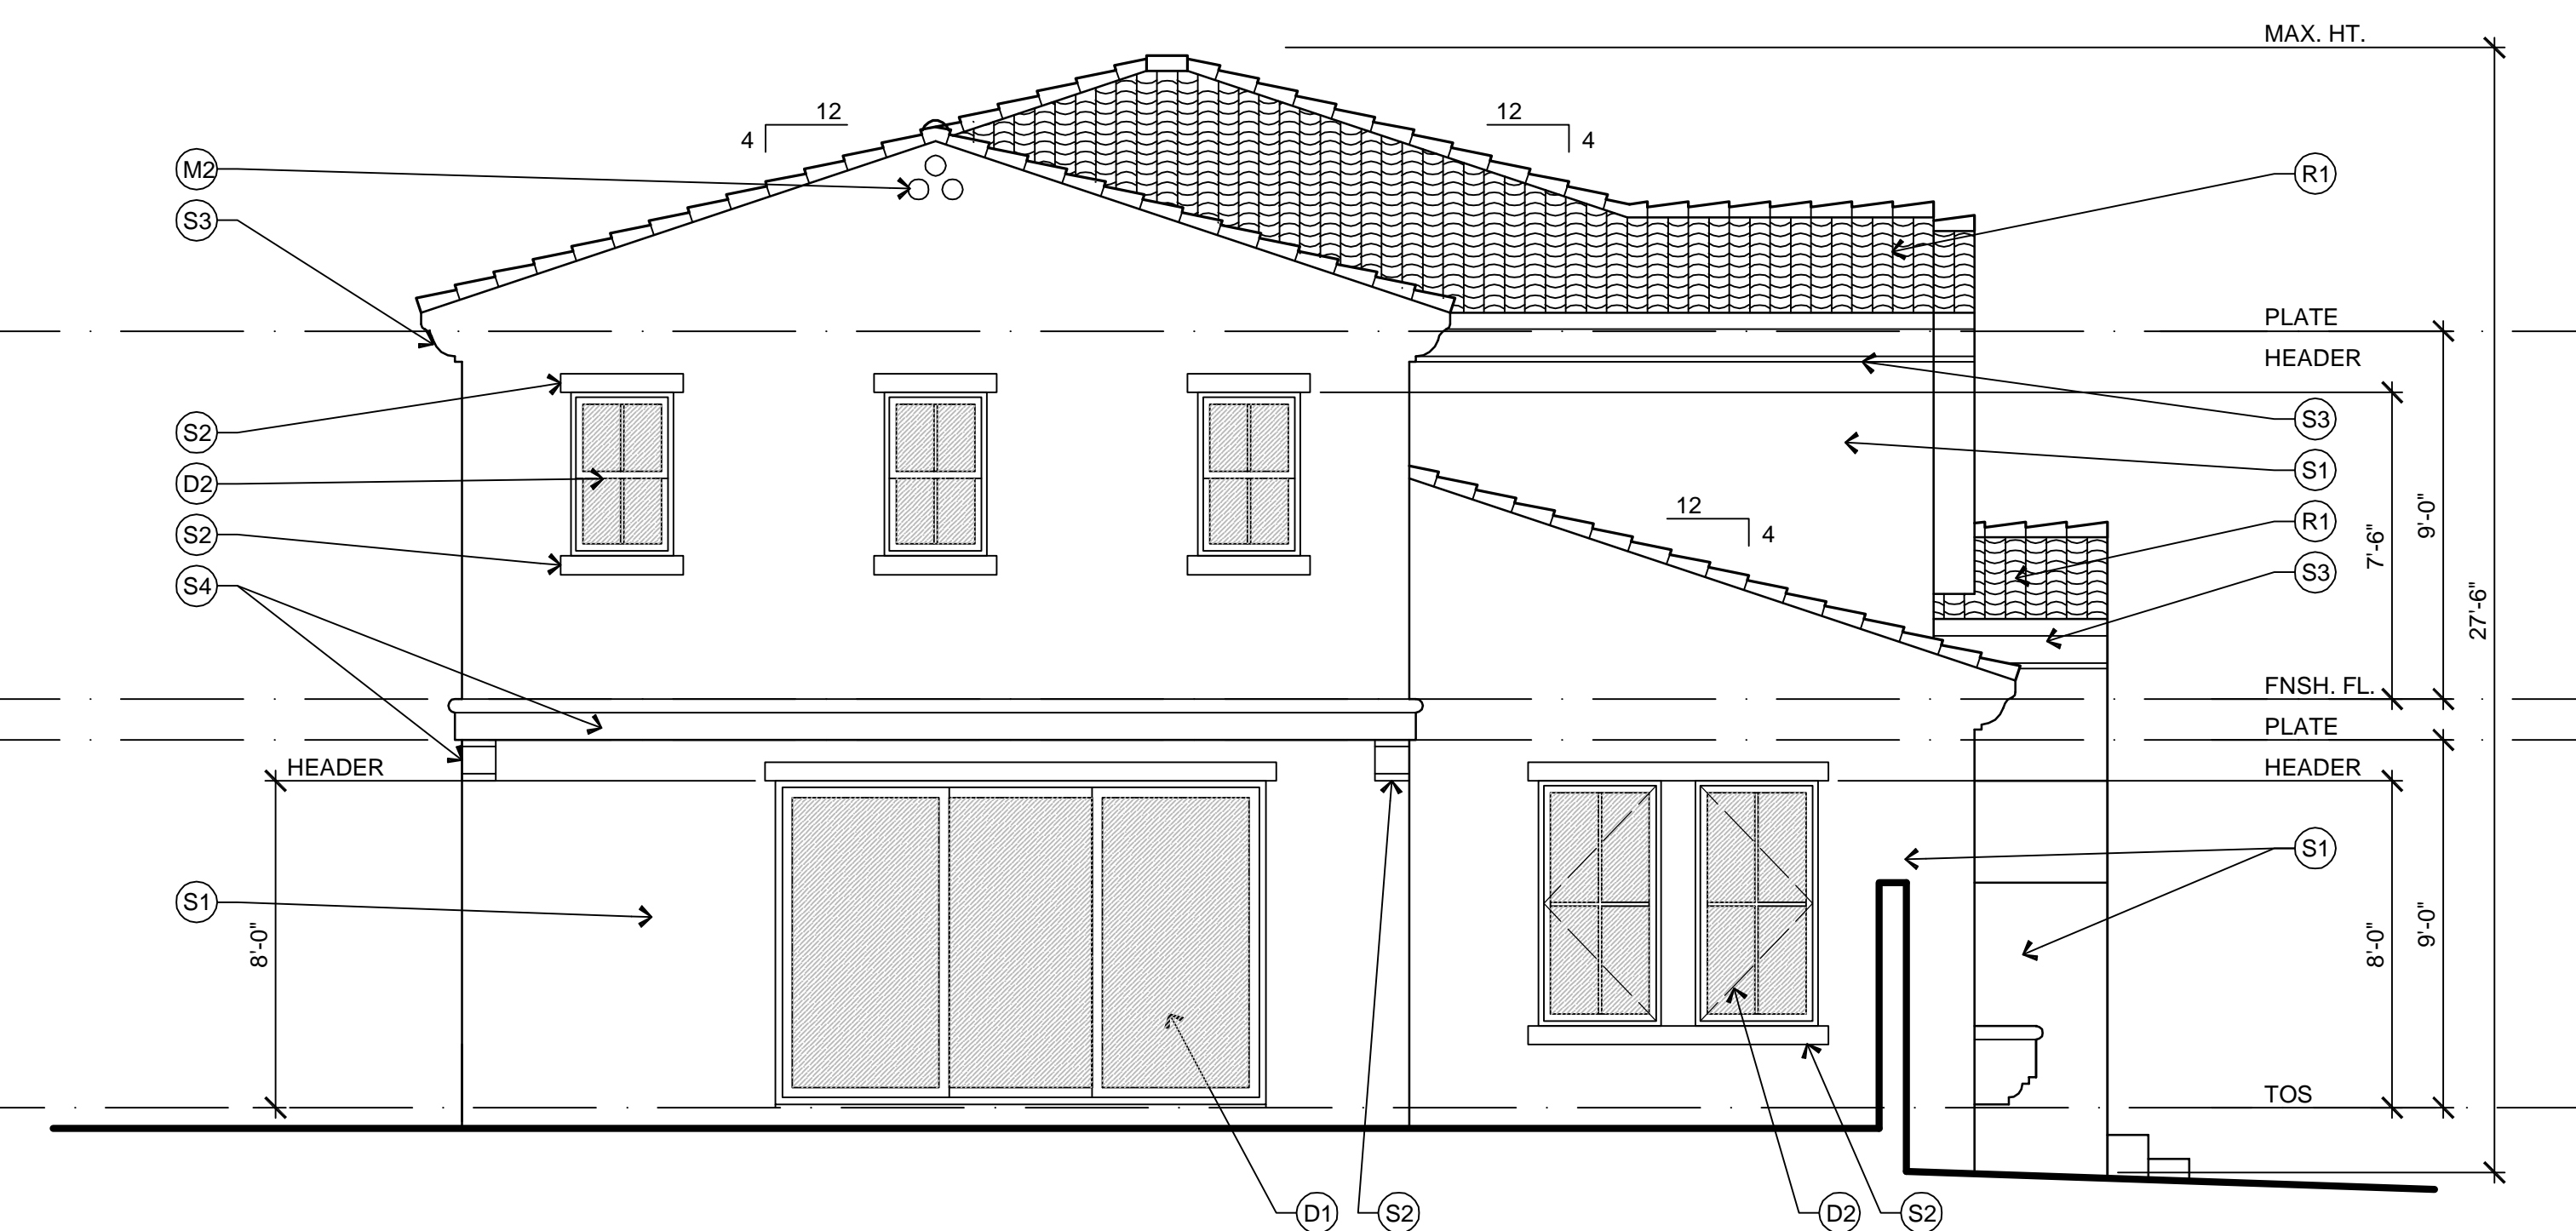 MAX. HT.
12
4
12
4
M2
R1
S3
PLATE
HEADER
S2
S3
D2
S1
12
4
7'-6"
9'-0"
R1
S2
S3
S4
27'-6"
FNSH. FL.
PLATE
HEADER
HEADER
S1
S1
8'-0"
8'-0"
9'-0"
TOS
D1
S2
D2
S2